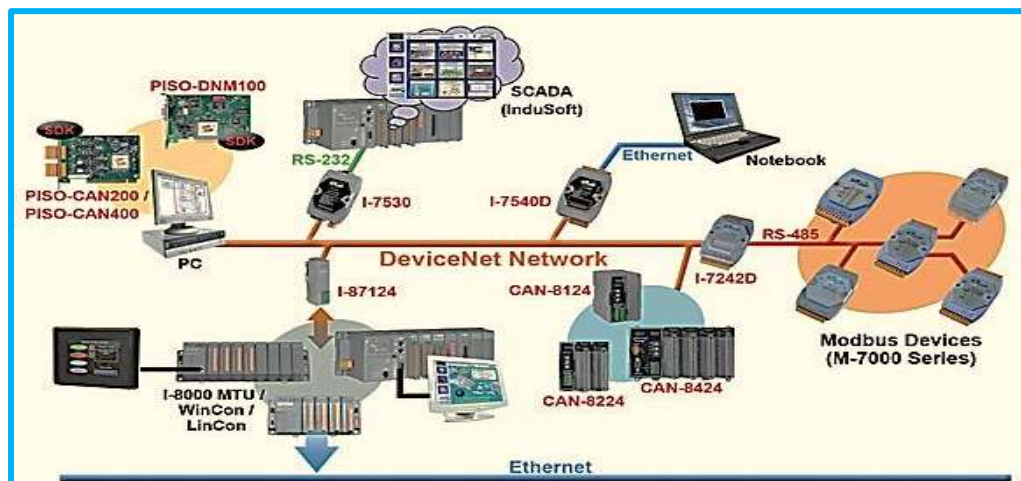 PISO-DNM100
SDK
SDK
PISO-CAN200 /
PISO-CAN400
PC
SCADA
(InduSoft)
RS-232
I-7530
I-7540D
Ethernet
Notebook
DeviceNet Network
I-87124
CAN-8124
I-7242D
RS-485
Modbus Devices
(M-7000 Series)
I-8000 MTU /
WinCon /
LinCon
CAN-8224
CAN-8424
Ethernet